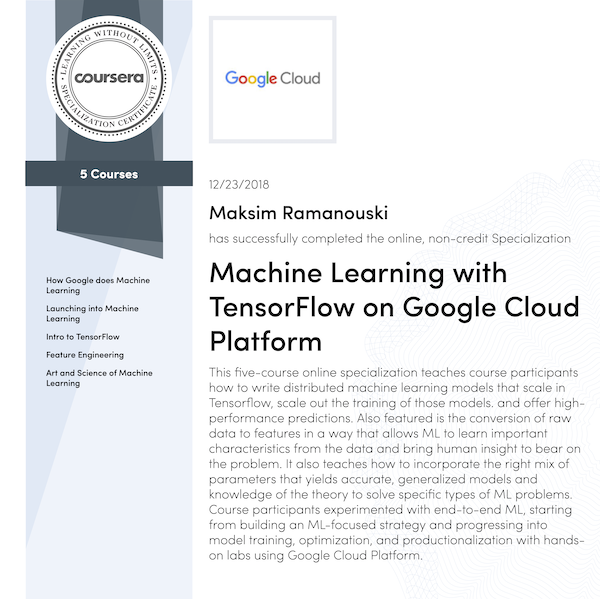 LEARNING WITHOUT LIMITS
coursera
SPECIALIZATION CERTIFICATE
5 Courses
How Google does Machine
Learning
Launching into Machine
Learning
Intro to TensorFlow
Feature Engineering
Art and Science of Machine
Learning
Google Cloud
12/23/2018
Maksim Ramanouski
has successfully completed the online, non-credit Specialization
Machine Learning with
TensorFlow on Google Cloud
Platform
This five-course online specialization teaches course participants
how to write distributed machine learning models that scale in
Tensorflow, scale out the training of those models. and offer high-
performance predictions. Also featured is the conversion of raw
data to features in a way that allows ML to learn important
characteristics from the data and bring human insight to bear on
the problem. It also teaches how to incorporate the right mix of
parameters that yields accurate, generalized models and
knowledge of the theory to solve specific types of ML problems.
Course participants experimented with end-to-end ML, starting
from building an ML-focused strategy and progressing into
model training, optimization, and productionalization with hands-
on labs using Google Cloud Platform.